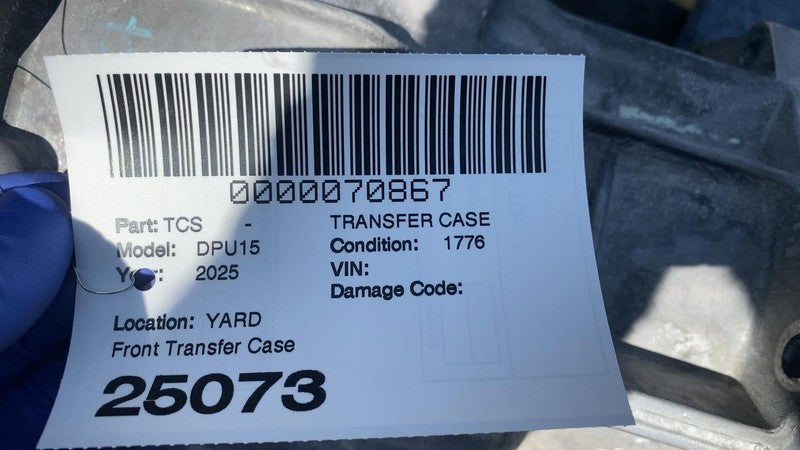 0000070867
Part: TCS - TRANSFER CASE
Model: DPU15 Condition: 1776
Year: 2025 VIN:
Damage Code:
Location: YARD
Front Transfer Case
25073